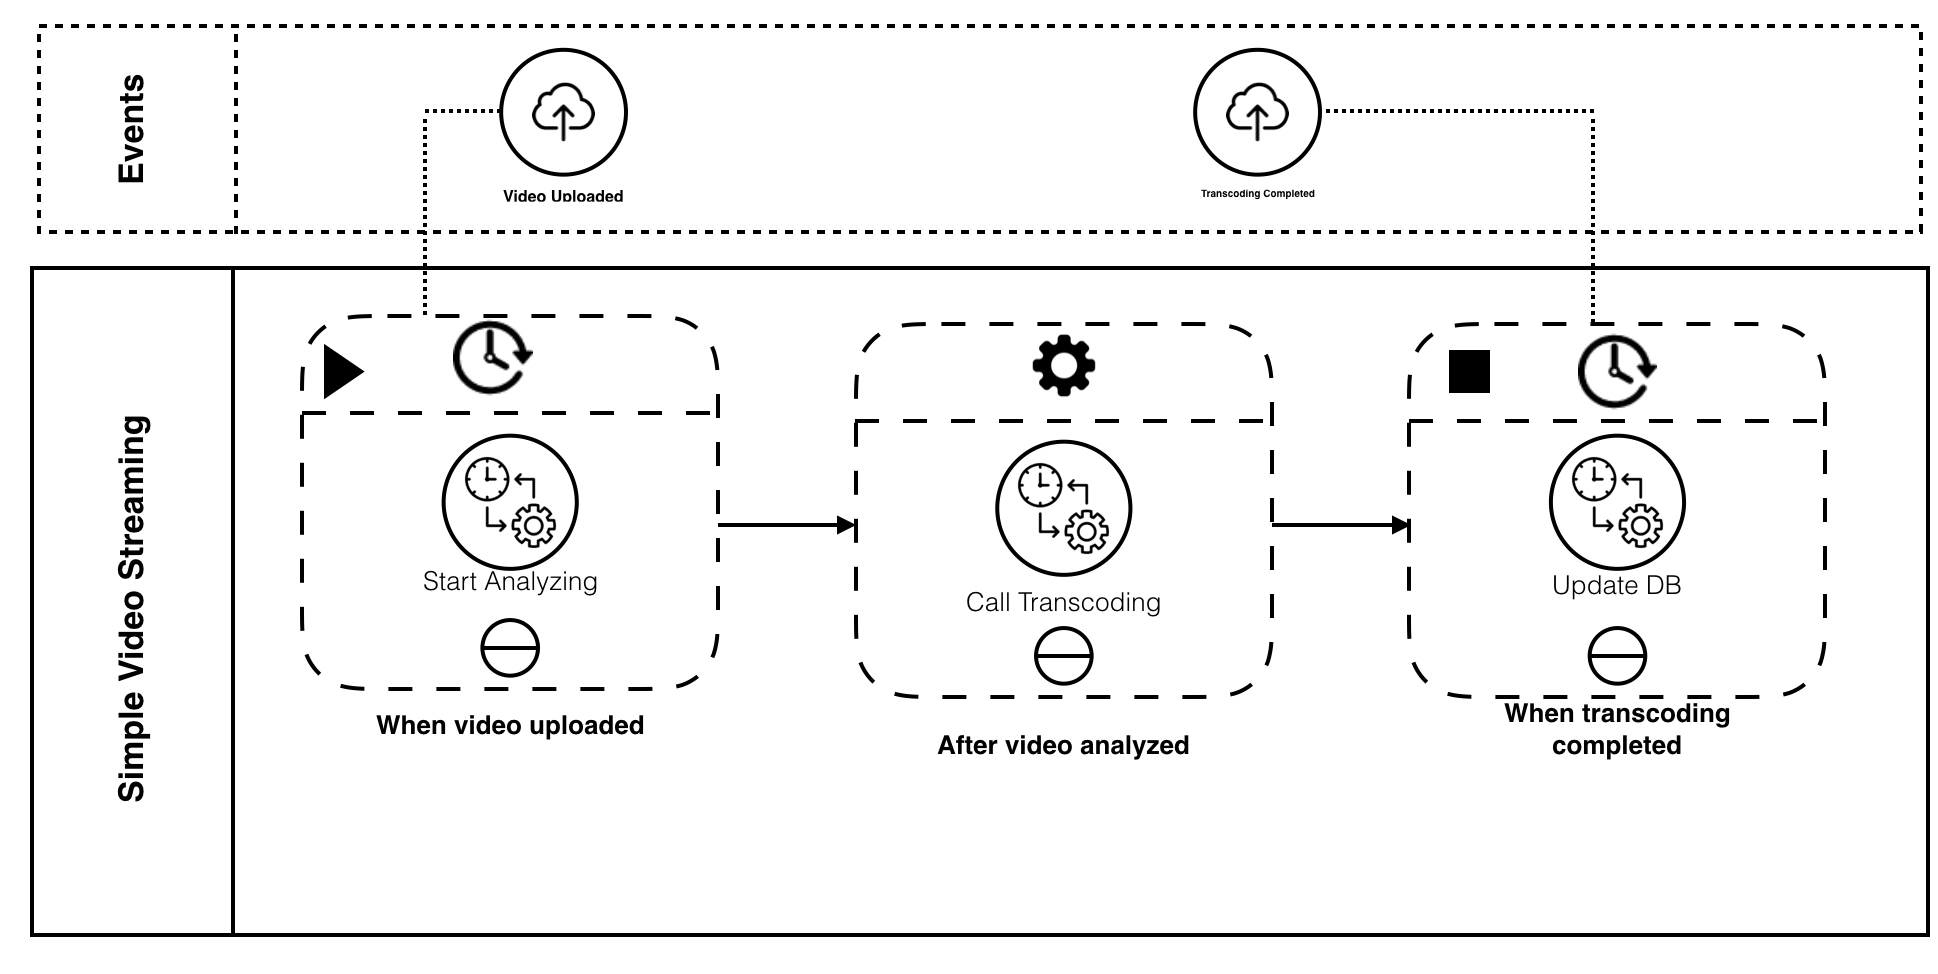 Events
Video Uploaded
Transcoding Completed
Simple Video Streaming
Start Analyzing
Call Transcoding
Update DB
When video uploaded
After video analyzed
When transcoding
completed